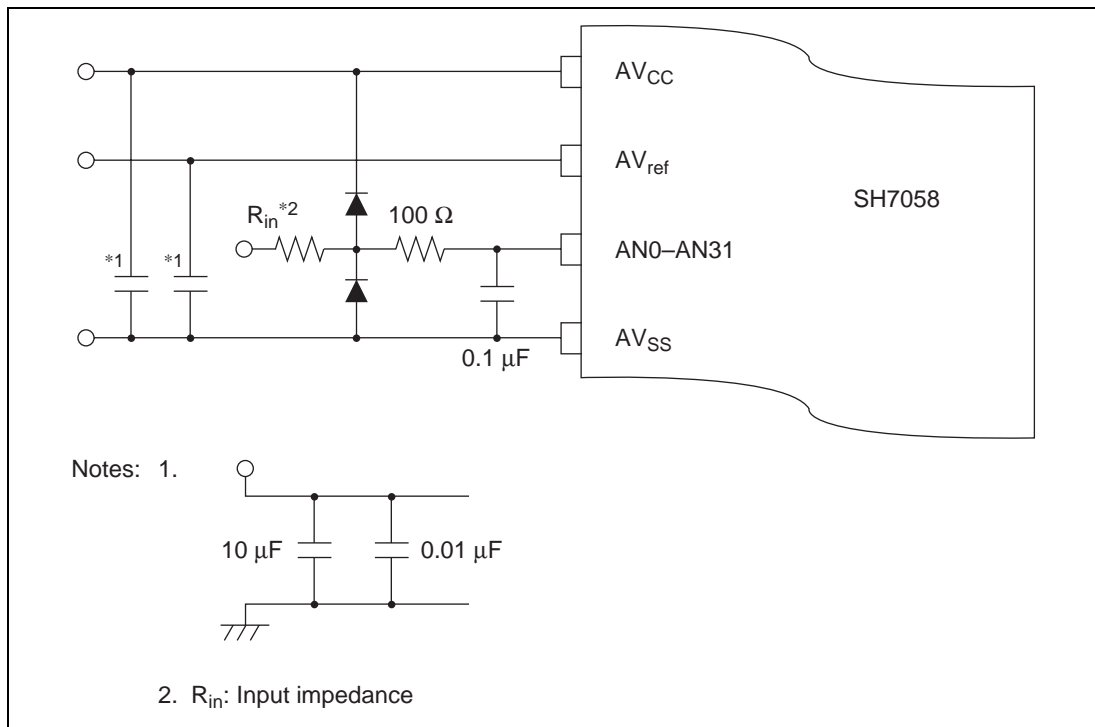 AVCC
AVref
SH7058
Rin*2
100 Ω
*1
*1
AN0–AN31
AVSS
0.1 μF
Notes: 1.
10 μF
0.01 μF
2. Rin: Input impedance